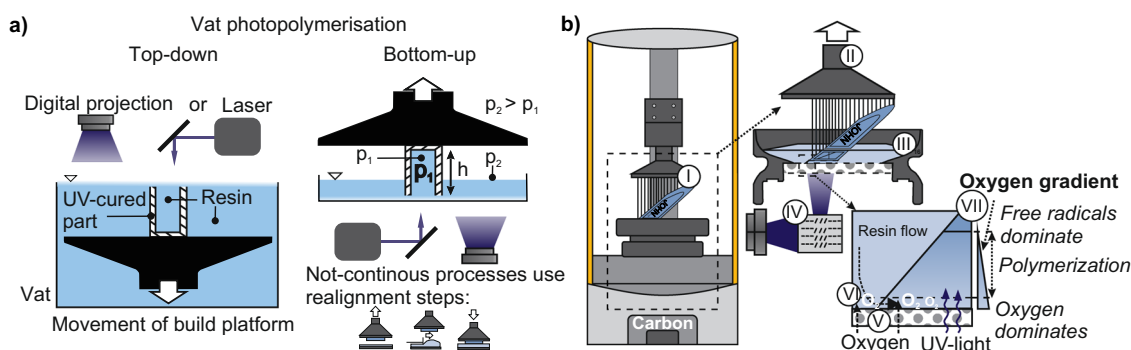 a)
Vat photopolymerisation
Top-down
Digital projection or Laser
UV-cured part
Resin
Vat
Movement of build platform
Bottom-up
p2 > p1
p1
p1
h
p2
Not-continous processes use
realignment steps:
b)
I
II
III
IV
Carbon
Oxygen gradient
VII
Free radicals
dominate
Resin flow
Polymerization
VI
O2
O2
V
Oxygen
dominates
Oxygen
UV-light